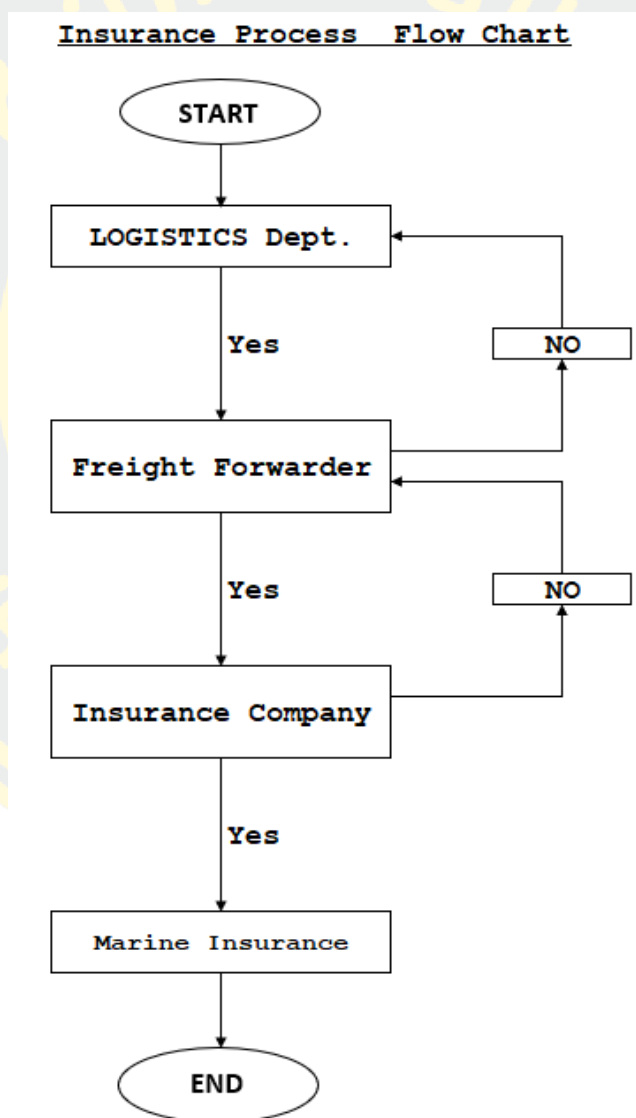 Insurance Process Flow Chart
START
LOGISTICS Dept.
Yes
NO
Freight Forwarder
Yes
NO
Insurance Company
Yes
Marine Insurance
END